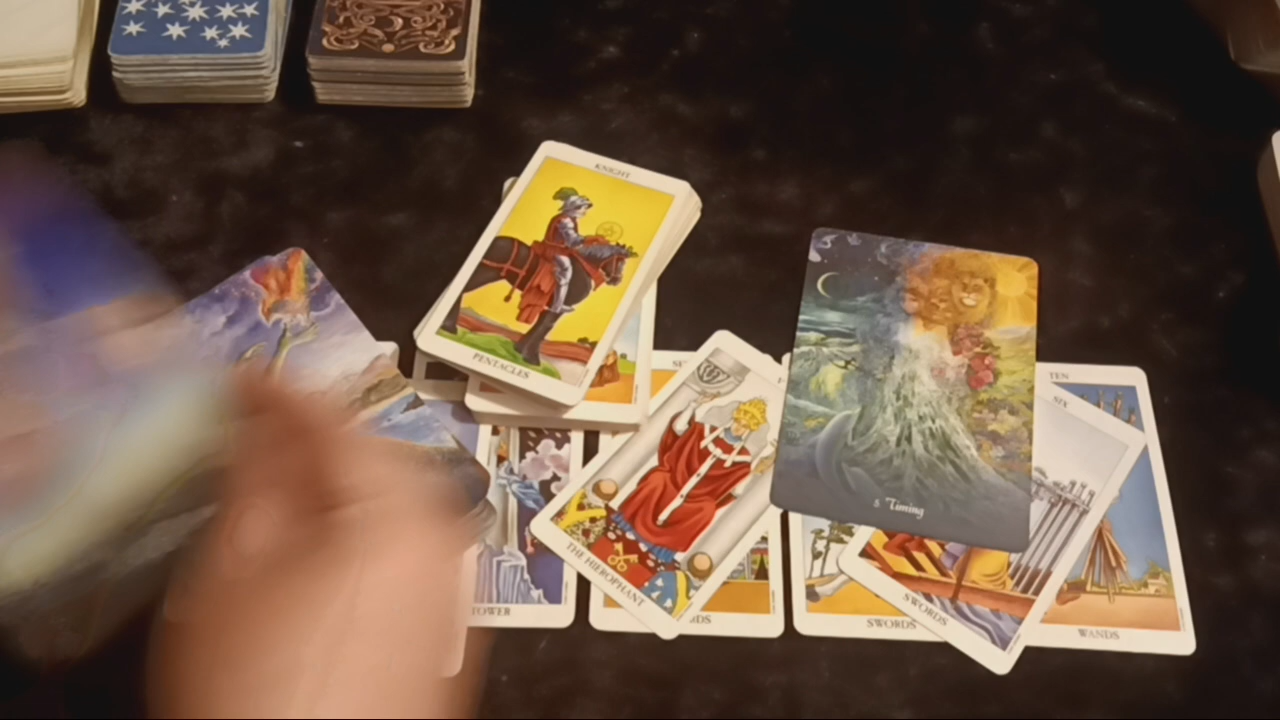 KNIGHT
PENTACLES
THE HIEROPHANT
TOWER
5 Timing
TEN
SIX
SWORDS
SWORDS
WANDS